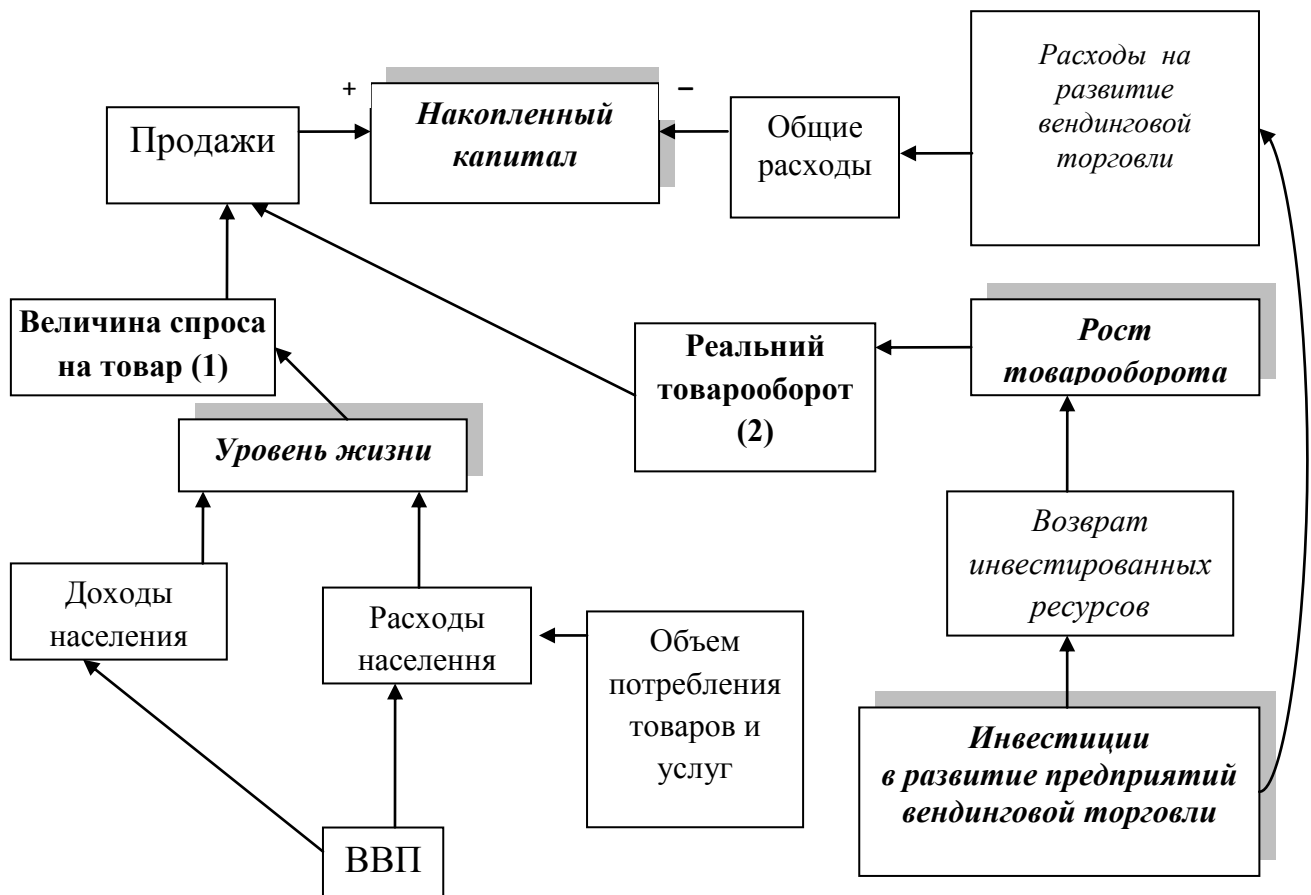 +
–
Накопленный
капитал
Продажи
Общие
расходы
Расходы на
развитие
вендинговой
торговли
Величина спроса
на товар (1)
Реальний
товарооборот
(2)
Рост
товарооборота
Уровень жизни
Возврат
инвестированных
ресурсов
Доходы
населения
Расходы
населення
Объем
потребления
товаров и
услуг
Инвестиции
в развитие предприятий
вендинговой торговли
ВВП